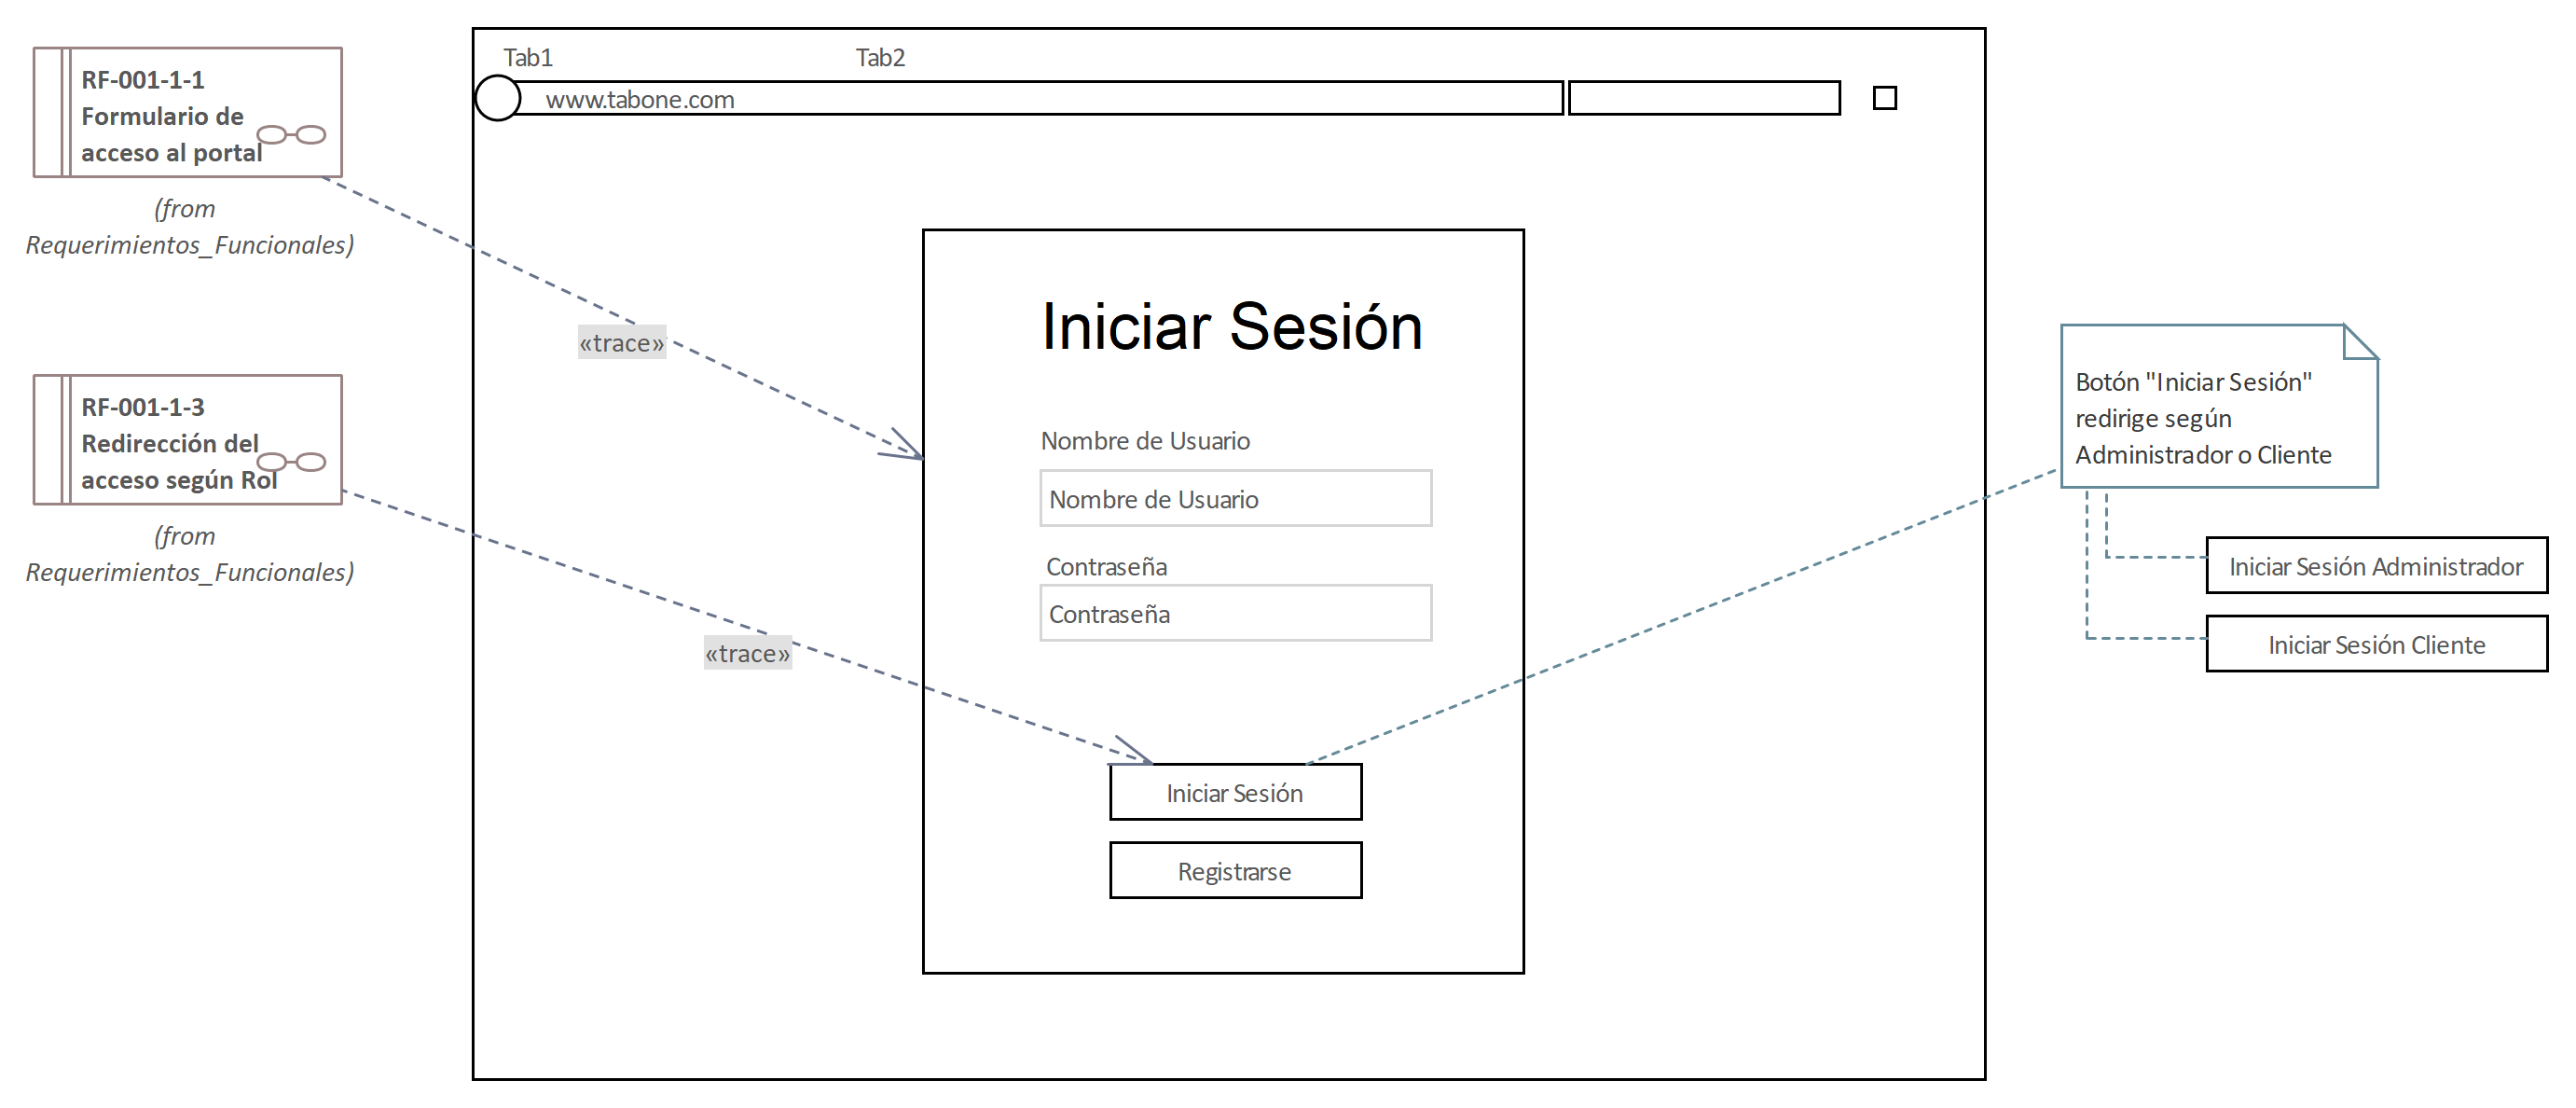 RF-001-1-1
Formulario de
acceso al portal
(from
Requerimientos_Funcionales)
RF-001-1-3
Redirección del
acceso según Rol
(from
Requerimientos_Funcionales)
«trace»
«trace»
Tab1
Tab2
www.tabone.com
Iniciar Sesión
Nombre de Usuario
Nombre de Usuario
Contraseña
Contraseña
Iniciar Sesión
Registrarse
Botón "Iniciar Sesión"
redirige según
Administrador o Cliente
Iniciar Sesión Administrador
Iniciar Sesión Cliente